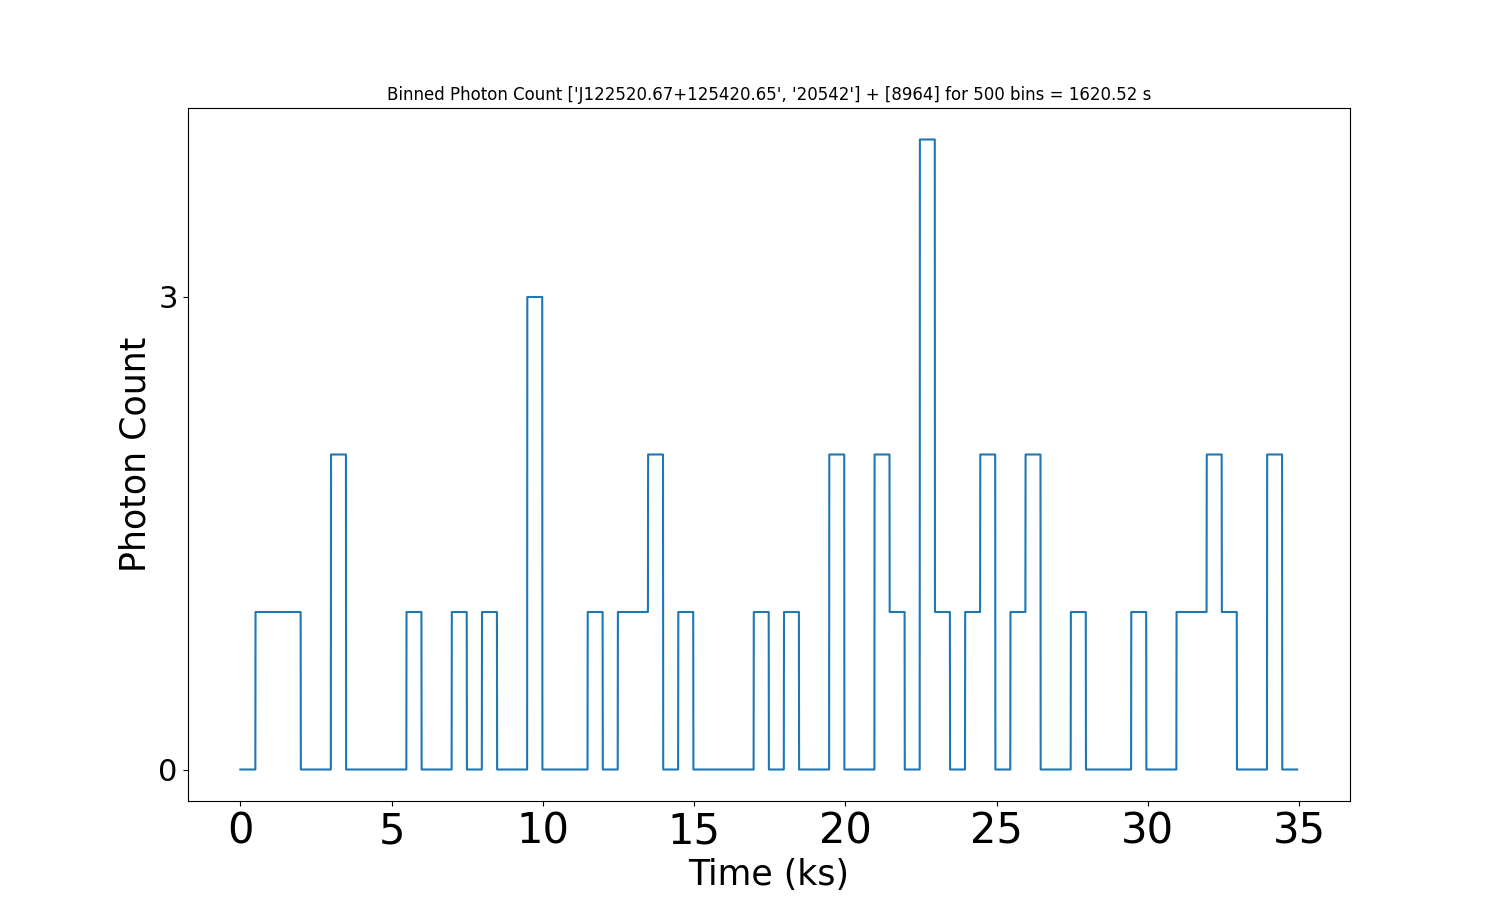 Binned Photon Count ['J122520.67+125420.65', '20542'] + [8964] for 500 bins = 1620.52 s
3
Photon Count
0
0 5 10 15 20 25 30 35
Time (ks)